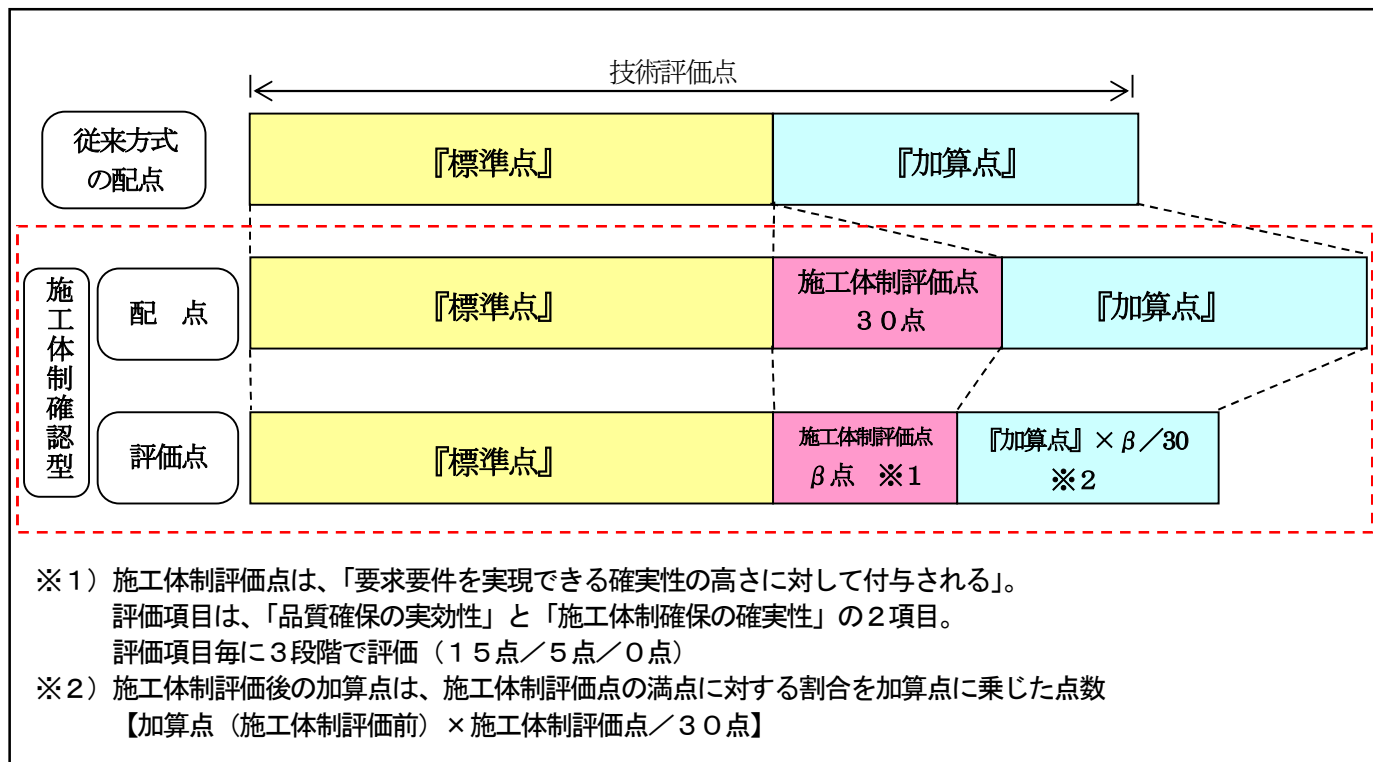 技術評価点
従来方式
の配点
『標準点』
『加算点』
施工体制確認型
配　点
『標準点』
施工体制評価点
３０点
『加算点』
評価点
『標準点』
施工体制評価点
β点　※１
『加算点』×β／30
※２
※１）施工体制評価点は、「要求要件を実現できる確実性の高さに対して付与される」。
評価項目は、「品質確保の実効性」と「施工体制確保の確実性」の２項目。
評価項目毎に３段階で評価（１５点／５点／０点）
※２）施工体制評価後の加算点は、施工体制評価点の満点に対する割合を加算点に乗じた点数
【加算点（施工体制評価前）×施工体制評価点／３０点】